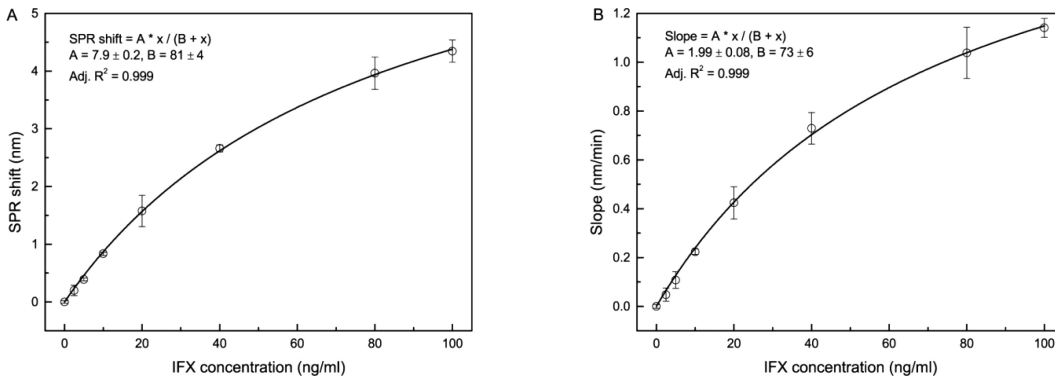 A
SPR shift = A * x / (B + x)
A = 7.9 ± 0.2, B = 81 ± 4
Adj. R² = 0.999
5
4
3
2
1
0
SPR shift (nm)
0 20 40 60 80 100
IFX concentration (ng/ml)
B
Slope = A * x / (B + x)
A = 1.99 ± 0.08, B = 73 ± 6
Adj. R² = 0.999
1.2
1.0
0.8
0.6
0.4
0.2
0.0
Slope (nm/min)
0 20 40 60 80 100
IFX concentration (ng/ml)